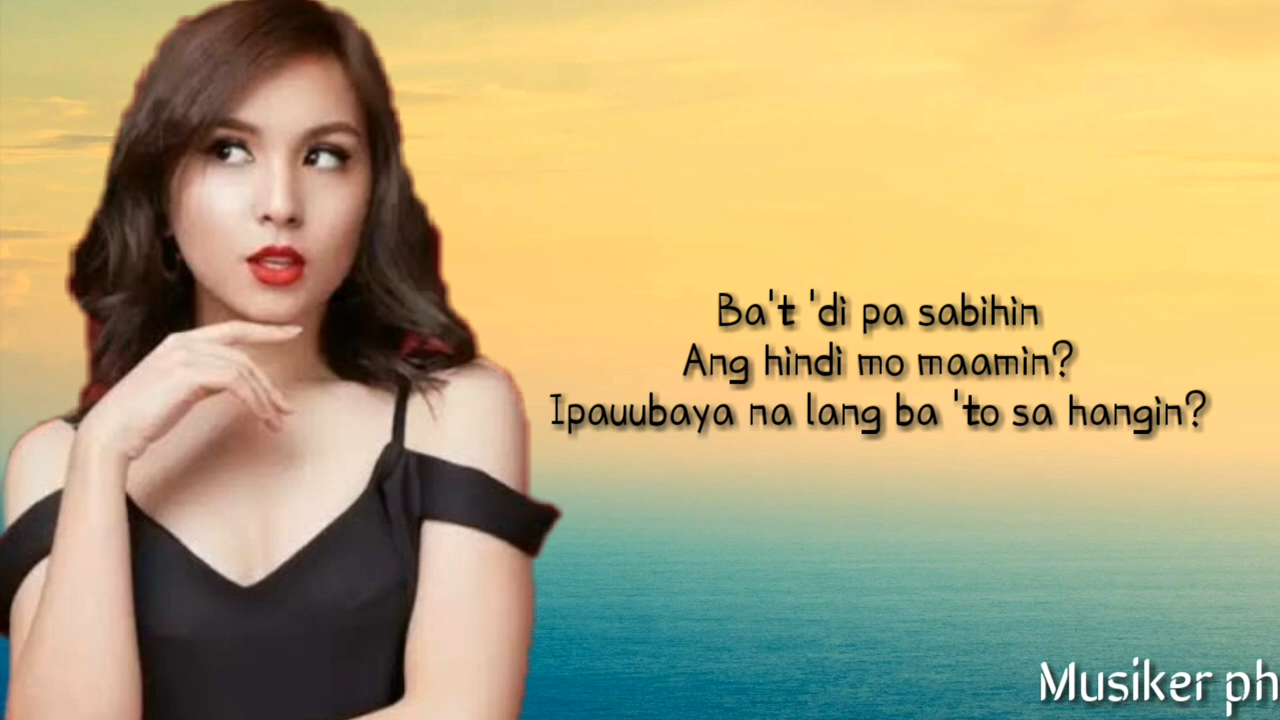 Ba't 'di pa sabihin
Ang hindi mo maamin?
Ipauubaya na lang ba 'to sa hangin?
Musiker ph